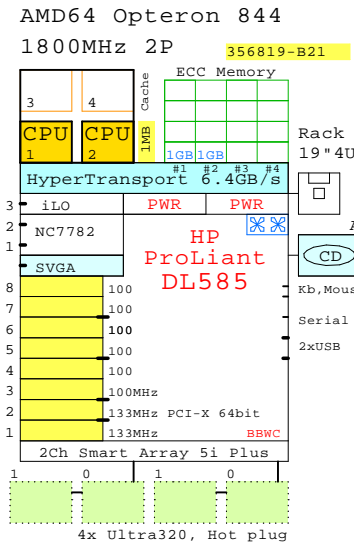 AMD64 Opteron 844
1800MHz 2P
356819-B21
ECC Memory
Cache
3 4
CPU CPU
1 2
1MB
1GB 1GB
Rack
19"4U
#1 #2 #3 #4
HyperTransport 6.4GB/s
3 iLO PWR PWR
2 NC7782
1
HP
ProLiant
DL585
SVGA
CD
8 100
Kb,Mous
7 100
Serial
6 100
5 100
2xUSB
4 100
3 100MHz
2 133MHz PCI-X 64bit
1 133MHz BBWC
2Ch Smart Array 5i Plus
1 0 1 0
4x Ultra320, Hot plug